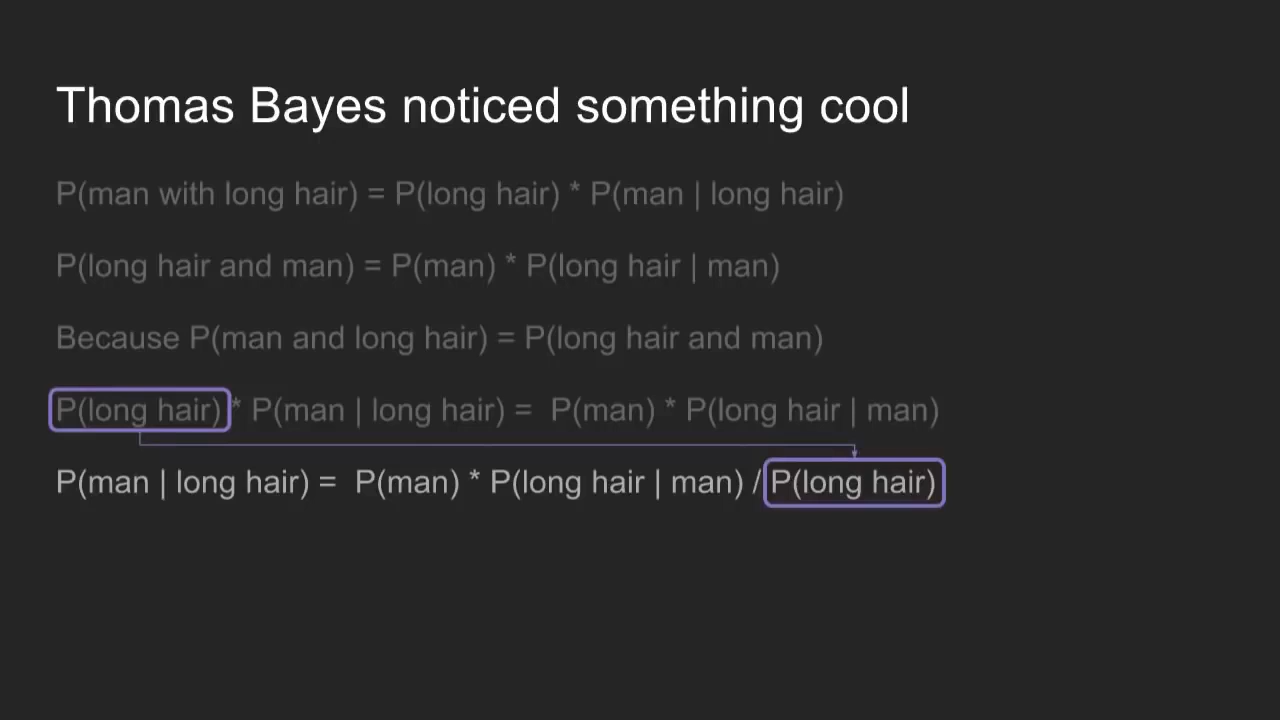 Thomas Bayes noticed something cool
P(man with long hair) = P(long hair) * P(man | long hair)
P(long hair and man) = P(man) * P(long hair | man)
Because P(man and long hair) = P(long hair and man)
P(long hair) * P(man | long hair) =  P(man) * P(long hair | man)
P(man | long hair) =  P(man) * P(long hair | man) / P(long hair)